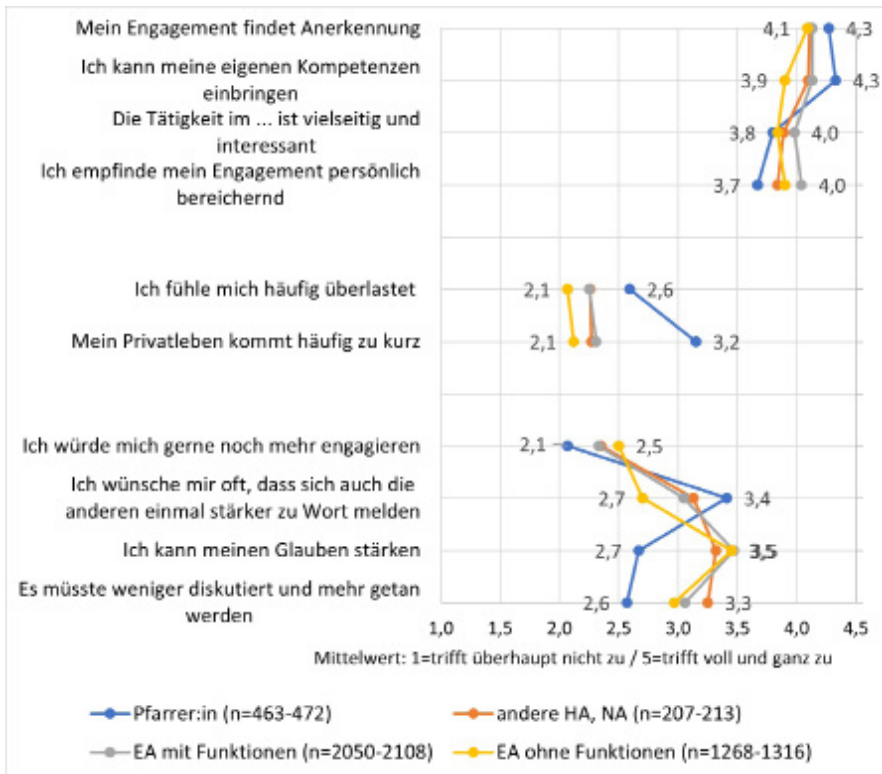 Mein Engagement findet Anerkennung
4,1
4,3
Ich kann meine eigenen Kompetenzen
einbringen
3,9
4,3
Die Tätigkeit im ... ist vielseitig und
interessant
3,8
4,0
Ich empfinde mein Engagement persönlich
bereichernd
3,7
4,0
Ich fühle mich häufig überlastet
2,1
2,6
Mein Privatleben kommt häufig zu kurz
2,1
3,2
Ich würde mich gerne noch mehr engagieren
2,1
2,5
Ich wünsche mir oft, dass sich auch die
anderen einmal stärker zu Wort melden
2,7
3,4
Ich kann meinen Glauben stärken
2,7
3,5
Es müsste weniger diskutiert und mehr getan
werden
2,6
3,3
1,0 1,5 2,0 2,5 3,0 3,5 4,0 4,5
Mittelwert: 1=trifft überhaupt nicht zu / 5=trifft voll und ganz zu
Pfarrer:in (n=463-472)
andere HA, NA (n=207-213)
EA mit Funktionen (n=2050-2108)
EA ohne Funktionen (n=1268-1316)